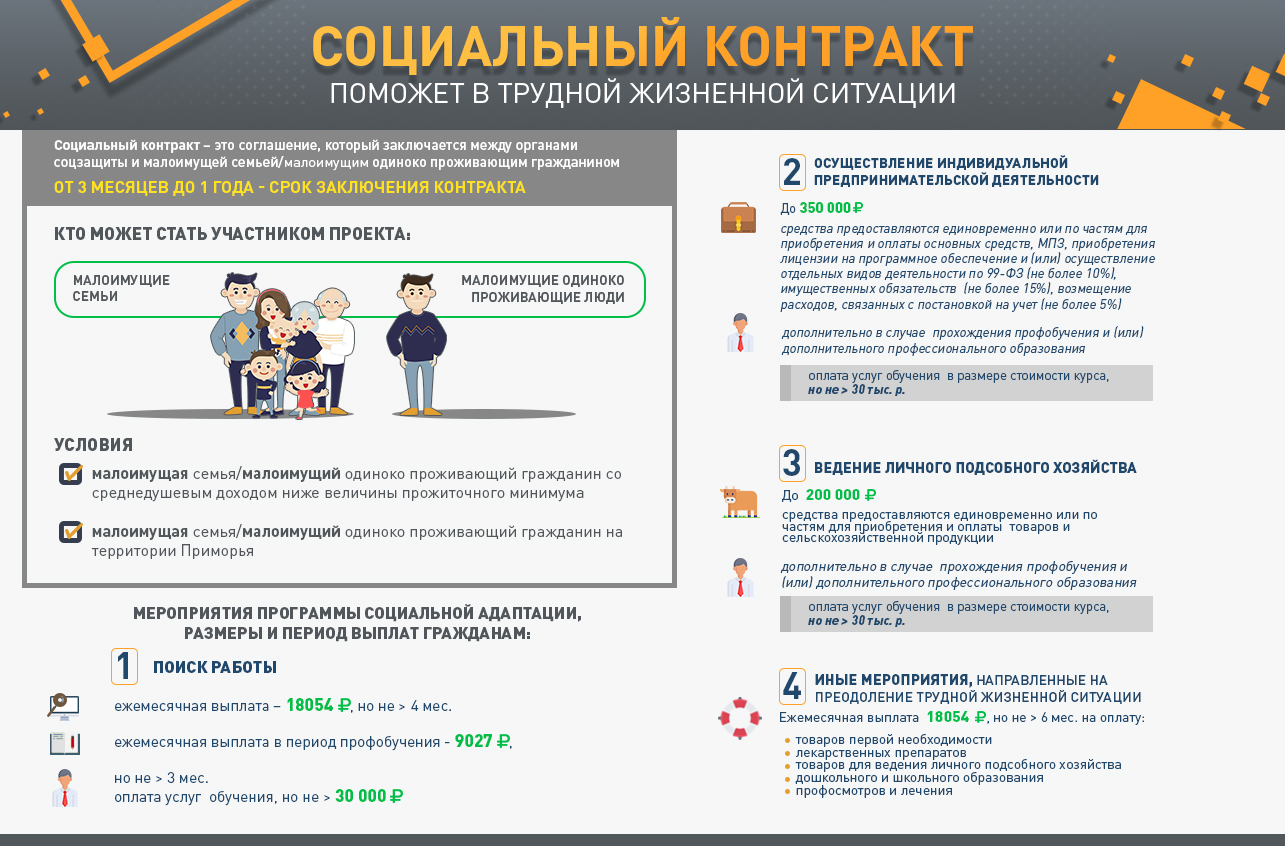 СОЦИАЛЬНЫЙ КОНТРАКТ
ПОМОЖЕТ В ТРУДНОЙ ЖИЗНЕННОЙ СИТУАЦИИ
Социальный контракт – это соглашение, который заключается между органами
соцзащиты и малоимущей семьей/малоимущим одиноко проживающим гражданином
ОТ 3 МЕСЯЦЕВ ДО 1 ГОДА - СРОК ЗАКЛЮЧЕНИЯ КОНТРАКТА
КТО МОЖЕТ СТАТЬ УЧАСТНИКОМ ПРОЕКТА:
МАЛОИМУЩИЕ
СЕМЬИ
МАЛОИМУЩИЕ ОДИНОКО
ПРОЖИВАЮЩИЕ ЛЮДИ
УСЛОВИЯ
малоимущая семья/малоимущий одиноко проживающий гражданин со
среднедушевым доходом ниже величины прожиточного минимума
малоимущая семья/малоимущий одиноко проживающий гражданин на
территории Приморья
МЕРОПРИЯТИЯ ПРОГРАММЫ СОЦИАЛЬНОЙ АДАПТАЦИИ,
РАЗМЕРЫ И ПЕРИОД ВЫПЛАТ ГРАЖДАНАМ:
1 ПОИСК РАБОТЫ
ежемесячная выплата – 18054 ₽, но не > 4 мес.
ежемесячная выплата в период профобучения - 9027 ₽,
но не > 3 мес.
оплата услуг обучения, но не > 30 000 ₽
2 ОСУЩЕСТВЛЕНИЕ ИНДИВИДУАЛЬНОЙ
ПРЕДПРИНИМАТЕЛЬСКОЙ ДЕЯТЕЛЬНОСТИ
До 350 000 ₽
средства предоставляются единовременно или по частям для
приобретения и оплаты основных средств, МПЗ, приобретения
лицензии на программное обеспечение и (или) осуществление
отдельных видов деятельности по 99-ФЗ (не более 10%),
имущественных обязательств (не более 15%), возмещение
расходов, связанных с постановкой на учет (не более 5%)
дополнительно в случае прохождения профобучения и (или)
дополнительного профессионального образования
оплата услуг обучения в размере стоимости курса,
но не > 30 тыс. р.
3 ВЕДЕНИЕ ЛИЧНОГО ПОДСОБНОГО ХОЗЯЙСТВА
До 200 000 ₽
средства предоставляются единовременно или по
частям для приобретения и оплаты товаров и
сельскохозяйственной продукции
дополнительно в случае прохождения профобучения и
(или) дополнительного профессионального образования
оплата услуг обучения в размере стоимости курса,
но не > 30 тыс. р.
4 ИНЫЕ МЕРОПРИЯТИЯ, НАПРАВЛЕННЫЕ НА
ПРЕОДОЛЕНИЕ ТРУДНОЙ ЖИЗНЕННОЙ СИТУАЦИИ
Ежемесячная выплата 18054 ₽, но не > 6 мес. на оплату:
• товаров первой необходимости
• лекарственных препаратов
• товаров для ведения личного подсобного хозяйства
• дошкольного и школьного образования
• профосмотров и лечения